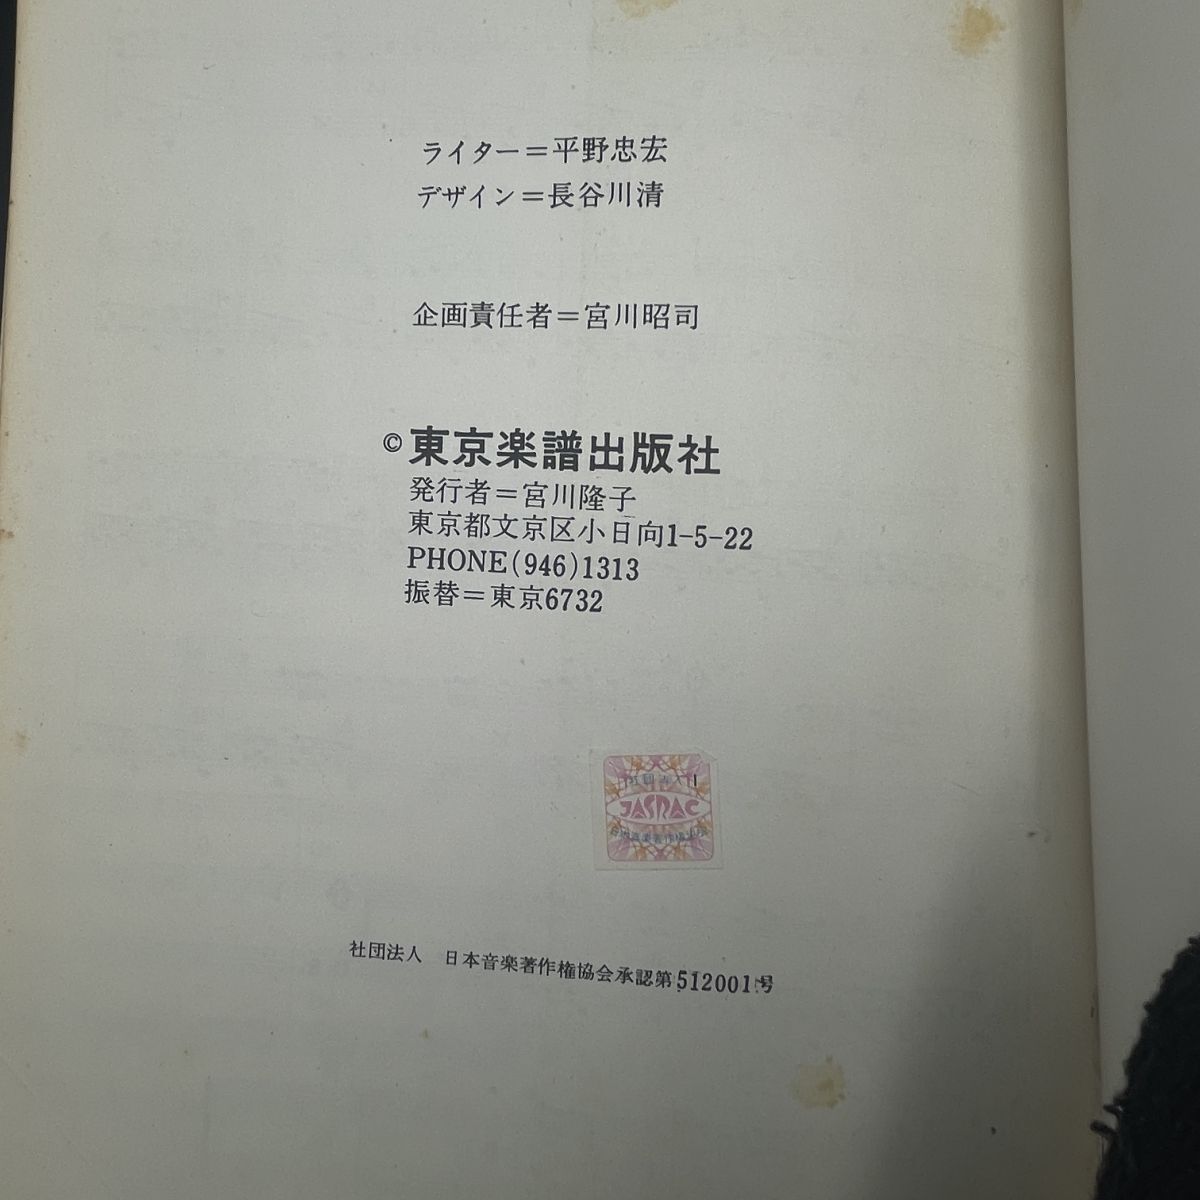 ライター＝平野忠宏
デザイン＝長谷川清
企画責任者＝宮川昭司
©東京楽譜出版社
発行者＝宮川隆子
東京都文京区小日向1-5-22
PHONE(946)1313
振替＝東京6732
JASRAC
社団法人 日本音楽著作権協会承認第512001号